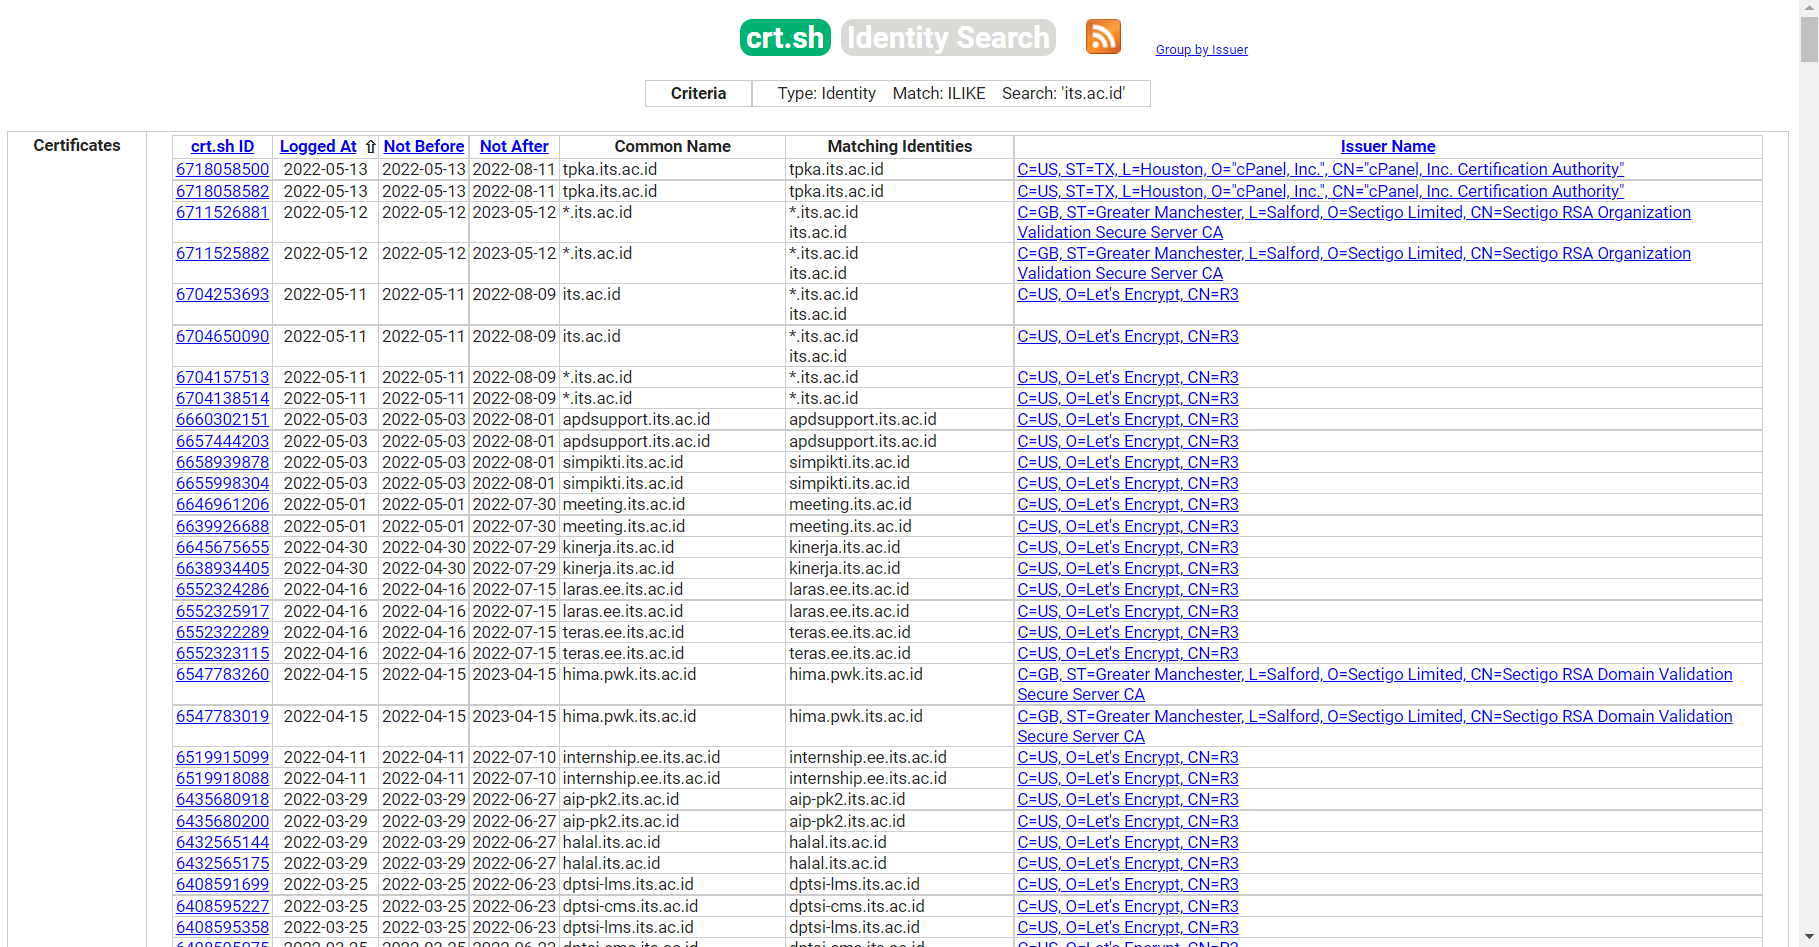 crt.sh Identity Search Group by Issuer
Criteria Type: Identity Match: ILIKE Search: 'its.ac.id'
Certificates
crt.sh ID Logged At ⇧ Not Before Not After Common Name Matching Identities Issuer Name
6718058500 2022-05-13 2022-05-13 2022-08-11 tpka.its.ac.id tpka.its.ac.id C=US, ST=TX, L=Houston, O="cPanel, Inc.", CN="cPanel, Inc. Certification Authority"
6718058582 2022-05-13 2022-05-13 2022-08-11 tpka.its.ac.id tpka.its.ac.id C=US, ST=TX, L=Houston, O="cPanel, Inc.", CN="cPanel, Inc. Certification Authority"
6711526881 2022-05-12 2022-05-12 2023-05-12 *.its.ac.id *.its.ac.id C=GB, ST=Greater Manchester, L=Salford, O=Sectigo Limited, CN=Sectigo RSA Organization
its.ac.id Validation Secure Server CA
6711525882 2022-05-12 2022-05-12 2023-05-12 *.its.ac.id *.its.ac.id C=GB, ST=Greater Manchester, L=Salford, O=Sectigo Limited, CN=Sectigo RSA Organization
its.ac.id Validation Secure Server CA
6704253693 2022-05-11 2022-05-11 2022-08-09 its.ac.id *.its.ac.id C=US, O=Let's Encrypt, CN=R3
its.ac.id
6704650090 2022-05-11 2022-05-11 2022-08-09 its.ac.id *.its.ac.id C=US, O=Let's Encrypt, CN=R3
its.ac.id
6704157513 2022-05-11 2022-05-11 2022-08-09 *.its.ac.id *.its.ac.id C=US, O=Let's Encrypt, CN=R3
6704138514 2022-05-11 2022-05-11 2022-08-09 *.its.ac.id *.its.ac.id C=US, O=Let's Encrypt, CN=R3
6660302151 2022-05-03 2022-05-03 2022-08-01 apdsupport.its.ac.id apdsupport.its.ac.id C=US, O=Let's Encrypt, CN=R3
6657444203 2022-05-03 2022-05-03 2022-08-01 apdsupport.its.ac.id apdsupport.its.ac.id C=US, O=Let's Encrypt, CN=R3
6658939878 2022-05-03 2022-05-03 2022-08-01 simpikti.its.ac.id simpikti.its.ac.id C=US, O=Let's Encrypt, CN=R3
6655998304 2022-05-03 2022-05-03 2022-08-01 simpikti.its.ac.id simpikti.its.ac.id C=US, O=Let's Encrypt, CN=R3
6646961206 2022-05-01 2022-05-01 2022-07-30 meeting.its.ac.id meeting.its.ac.id C=US, O=Let's Encrypt, CN=R3
6639926688 2022-05-01 2022-05-01 2022-07-30 meeting.its.ac.id meeting.its.ac.id C=US, O=Let's Encrypt, CN=R3
6645675655 2022-04-30 2022-04-30 2022-07-29 kinerja.its.ac.id kinerja.its.ac.id C=US, O=Let's Encrypt, CN=R3
6638934405 2022-04-30 2022-04-30 2022-07-29 kinerja.its.ac.id kinerja.its.ac.id C=US, O=Let's Encrypt, CN=R3
6552324286 2022-04-16 2022-04-16 2022-07-15 laras.ee.its.ac.id laras.ee.its.ac.id C=US, O=Let's Encrypt, CN=R3
6552325917 2022-04-16 2022-04-16 2022-07-15 laras.ee.its.ac.id laras.ee.its.ac.id C=US, O=Let's Encrypt, CN=R3
6552322289 2022-04-16 2022-04-16 2022-07-15 teras.ee.its.ac.id teras.ee.its.ac.id C=US, O=Let's Encrypt, CN=R3
6552323115 2022-04-16 2022-04-16 2022-07-15 teras.ee.its.ac.id teras.ee.its.ac.id C=US, O=Let's Encrypt, CN=R3
6547783260 2022-04-15 2022-04-15 2023-04-15 hima.pwk.its.ac.id hima.pwk.its.ac.id C=GB, ST=Greater Manchester, L=Salford, O=Sectigo Limited, CN=Sectigo RSA Domain Validation
Secure Server CA
6547783019 2022-04-15 2022-04-15 2023-04-15 hima.pwk.its.ac.id hima.pwk.its.ac.id C=GB, ST=Greater Manchester, L=Salford, O=Sectigo Limited, CN=Sectigo RSA Domain Validation
Secure Server CA
6519915099 2022-04-11 2022-04-11 2022-07-10 internship.ee.its.ac.id internship.ee.its.ac.id C=US, O=Let's Encrypt, CN=R3
6519918088 2022-04-11 2022-04-11 2022-07-10 internship.ee.its.ac.id internship.ee.its.ac.id C=US, O=Let's Encrypt, CN=R3
6435680918 2022-03-29 2022-03-29 2022-06-27 aip-pk2.its.ac.id aip-pk2.its.ac.id C=US, O=Let's Encrypt, CN=R3
6435680200 2022-03-29 2022-03-29 2022-06-27 aip-pk2.its.ac.id aip-pk2.its.ac.id C=US, O=Let's Encrypt, CN=R3
6432565144 2022-03-29 2022-03-29 2022-06-27 halal.its.ac.id halal.its.ac.id C=US, O=Let's Encrypt, CN=R3
6432565175 2022-03-29 2022-03-29 2022-06-27 halal.its.ac.id halal.its.ac.id C=US, O=Let's Encrypt, CN=R3
6408591699 2022-03-25 2022-03-25 2022-06-23 dptsi-lms.its.ac.id dptsi-lms.its.ac.id C=US, O=Let's Encrypt, CN=R3
6408595227 2022-03-25 2022-03-25 2022-06-23 dptsi-cms.its.ac.id dptsi-cms.its.ac.id C=US, O=Let's Encrypt, CN=R3
6408595358 2022-03-25 2022-03-25 2022-06-23 dptsi-lms.its.ac.id dptsi-lms.its.ac.id C=US, O=Let's Encrypt, CN=R3